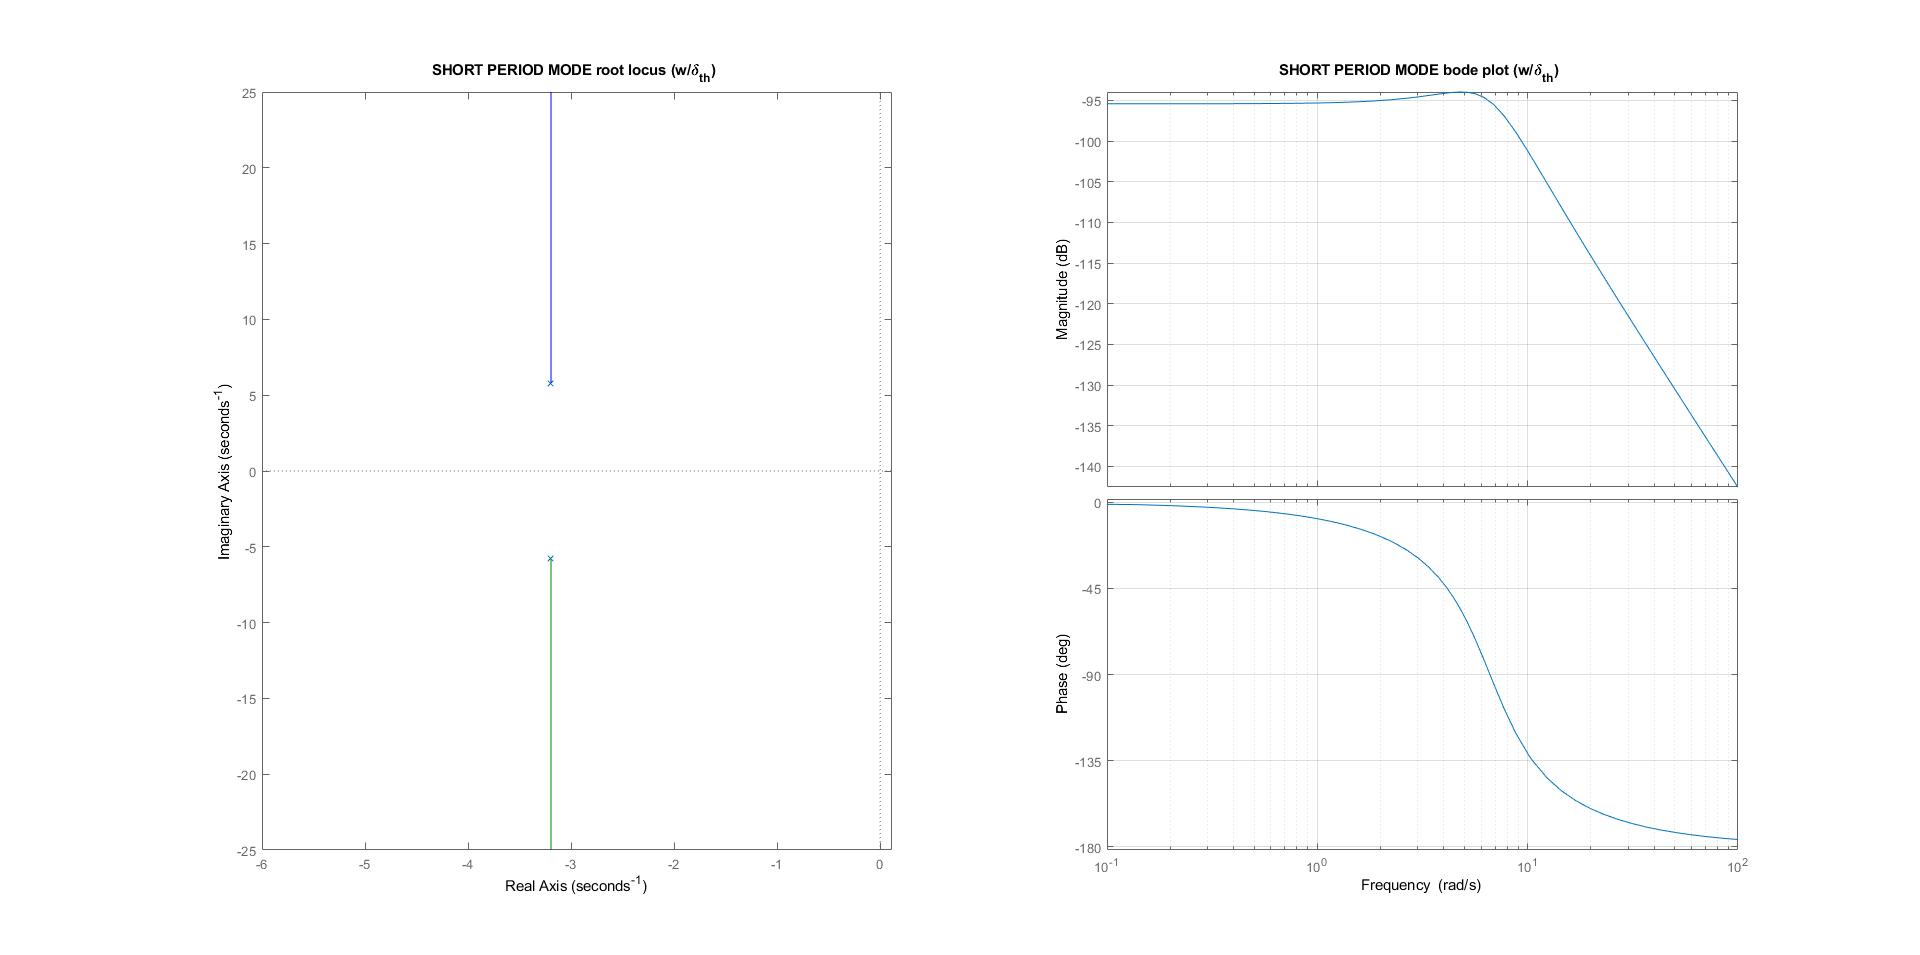 SHORT PERIOD MODE root locus (w/δth)
25
20
15
10
5
0
-5
-10
-15
-20
-25
Imaginary Axis (seconds-1)
-6 -5 -4 -3 -2 -1 0
Real Axis (seconds-1)
SHORT PERIOD MODE bode plot (w/δth)
-95
-100
-105
-110
-115
-120
-125
-130
-135
-140
Magnitude (dB)
0
-45
-90
-135
-180
Phase (deg)
10-1 100 101 102
Frequency (rad/s)